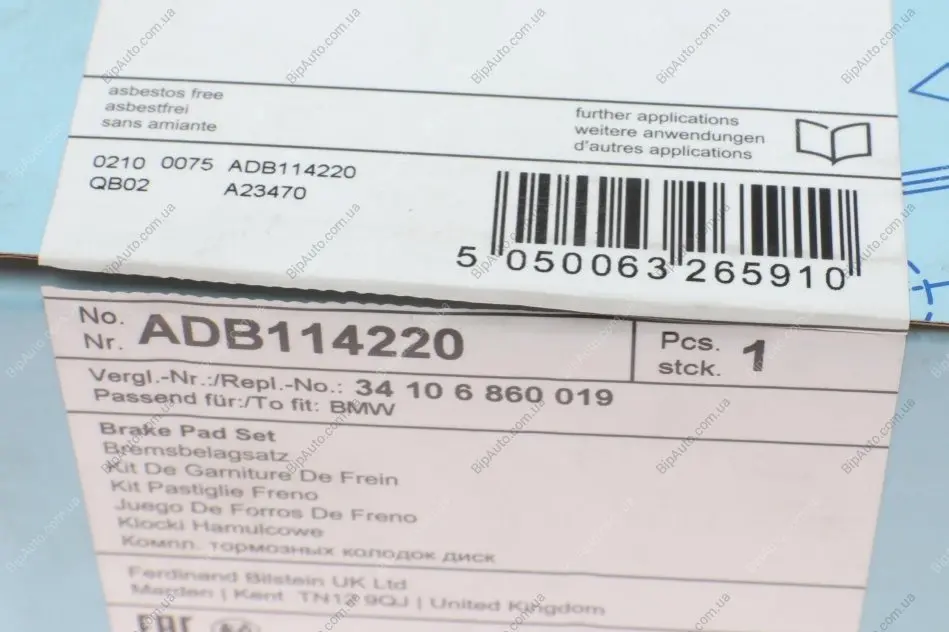 asbestos free
asbestfrei
sans amiante
further applications
weitere anwendungen
d'autres applications
0210 0075 ADB114220
QB02 A23470
5 050063 265910
No.
Nr. ADB114220
Pcs.
stck. 1
Vergl.-Nr.:/Repl.-No.: 34 10 6 860 019
Passend für:/To fit: BMW
Brake Pad Set
Bremsbelagsatz
Kit De Garniture De Frein
Kit Pastiglie Freno
Juego De Forros De Freno
Klocki Hamulcowe
Компл. тормозных колодок диск
Ferdinand Bilstein UK Ltd
Marden | Kent TN12 9QJ | United Kingdom
EAC
BipAuto.com.ua